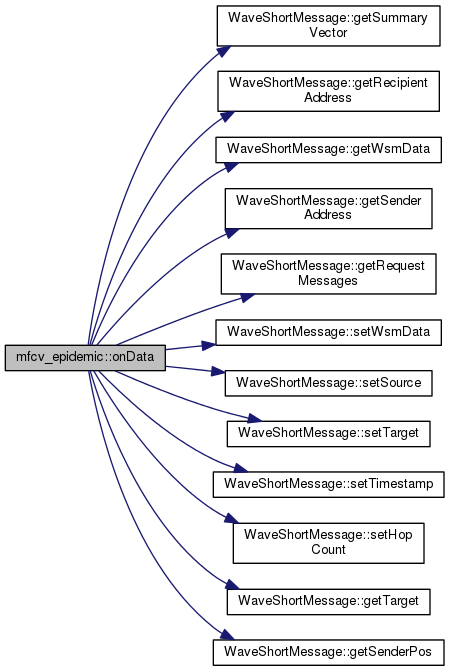 WaveShortMessage::getSummary
Vector
WaveShortMessage::getRecipient
Address
WaveShortMessage::getWsmData
WaveShortMessage::getSender
Address
WaveShortMessage::getRequest
Messages
WaveShortMessage::setWsmData
mfcv_epidemic::onData
WaveShortMessage::setSource
WaveShortMessage::setTarget
WaveShortMessage::setTimestamp
WaveShortMessage::setHop
Count
WaveShortMessage::getTarget
WaveShortMessage::getSenderPos